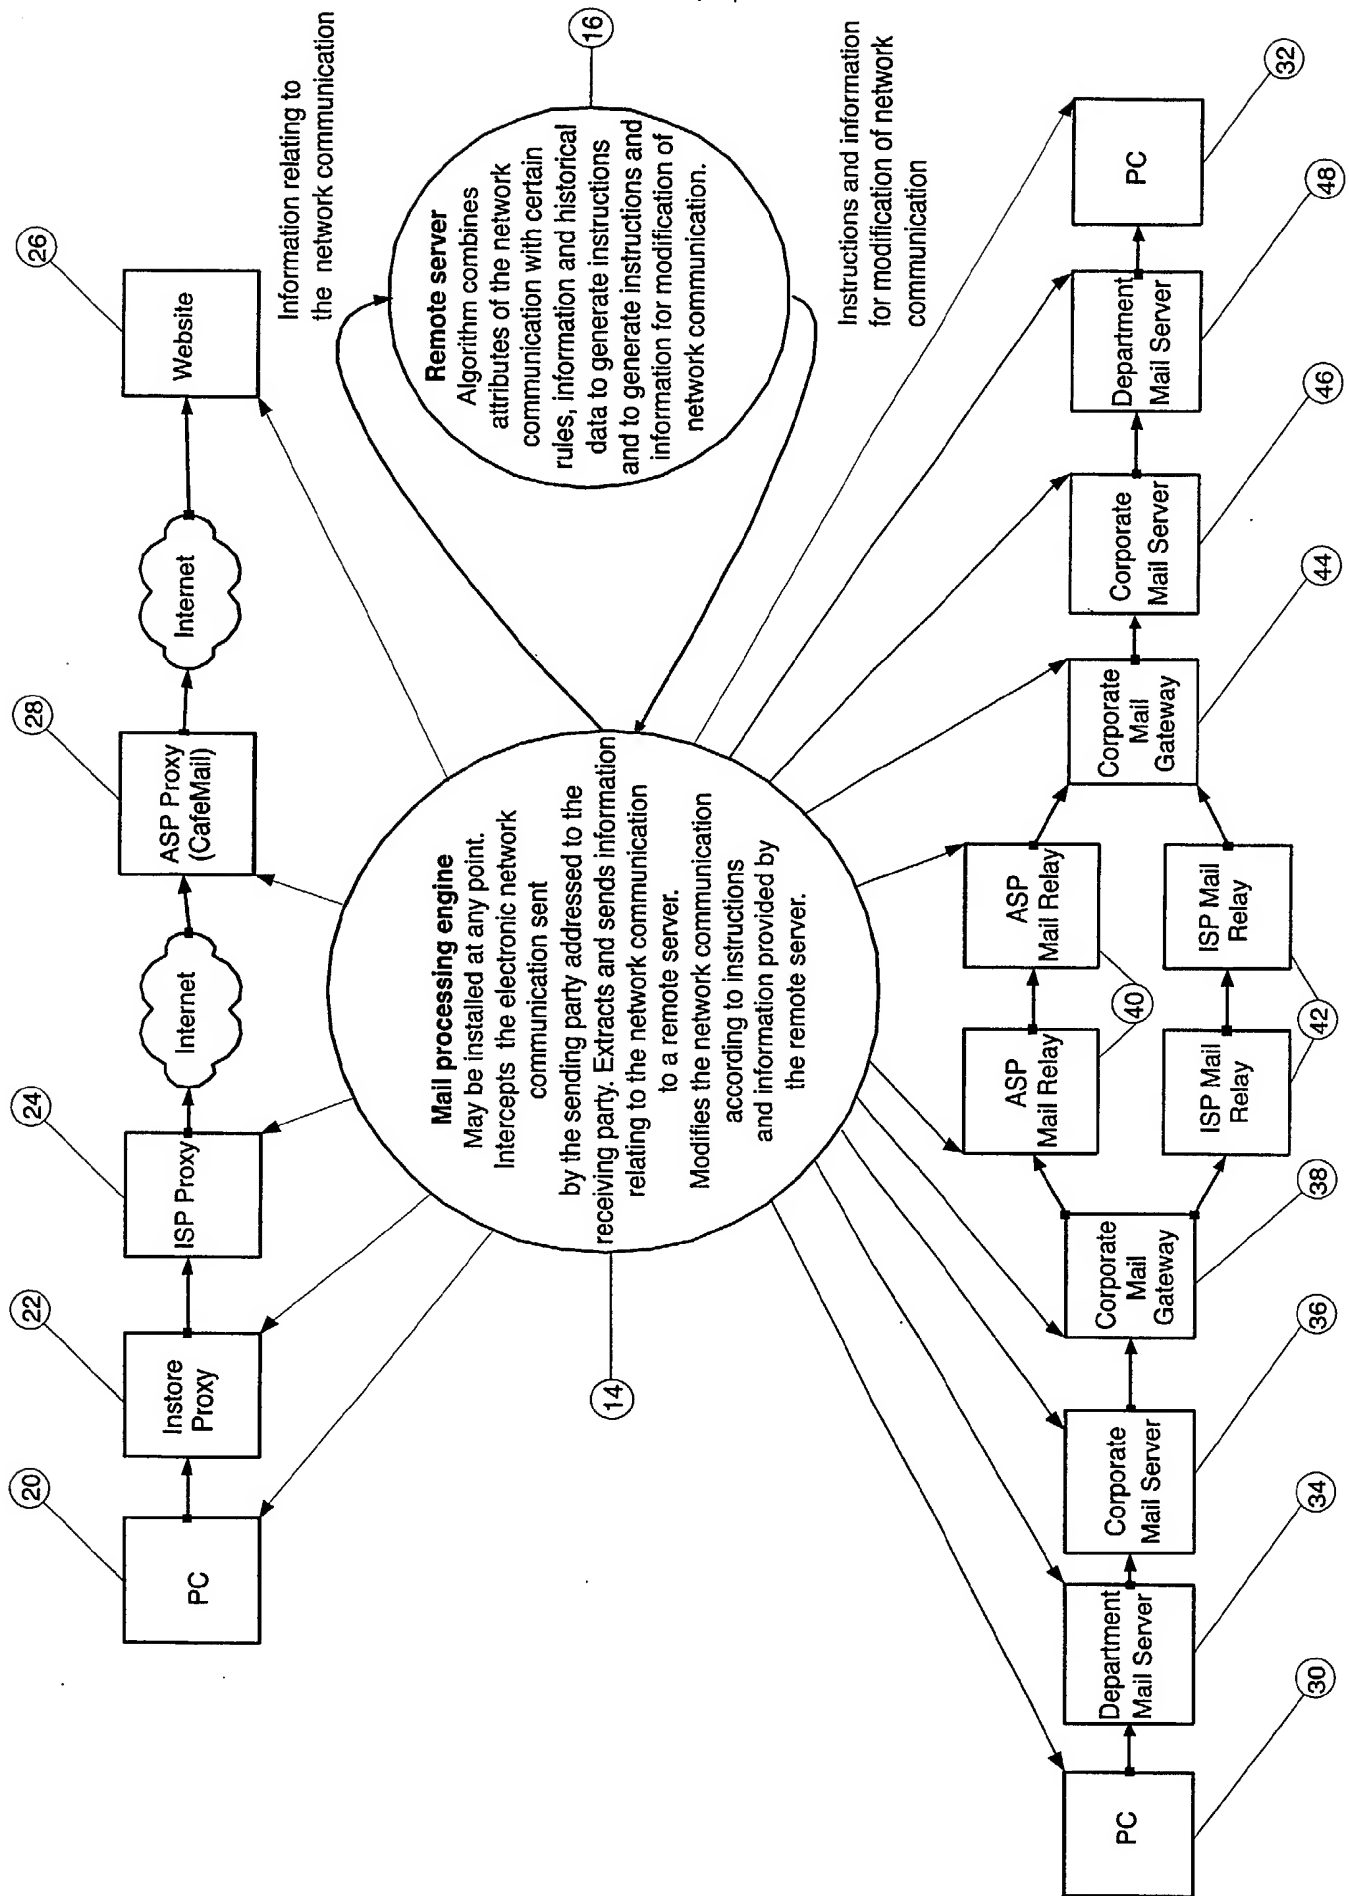 20
22
24
28
26
PC
Instore
Proxy
ISP Proxy
Internet
ASP Proxy
(CafeMail)
Internet
Website
Information relating to
the network communication
Mail processing engine
May be installed at any point.
Intercepts the electronic network
communication sent
by the sending party addressed to the
receiving party. Extracts and sends information
relating to the network communication
to a remote server.
Modifies the network communication
according to instructions
and information provided by
the remote server.
14
Remote server
Algorithm combines
attributes of the network
communication with certain
rules, information and historical
data to generate instructions
and to generate instructions and
information for modification of
network communication.
16
Instructions and information
for modification of network
communication
PC
Department
Mail Server
Corporate
Mail Server
Corporate
Mail
Gateway
ASP
Mail Relay
ASP
Mail Relay
40
ISP Mail
Relay
ISP Mail
Relay
Corporate
Mail
Gateway
Corporate
Mail Server
Department
Mail Server
PC
30
34
36
38
42
44
46
48
32